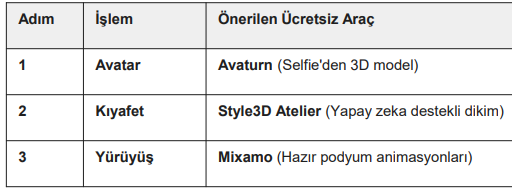 Adım İşlem Önerilen Ücretsiz Araç
1 Avatar Avaturn (Selfie'den 3D model)
2 Kıyafet Style3D Atelier (Yapay zeka destekli dikim)
3 Yürüyüş Mixamo (Hazır podyum animasyonları)